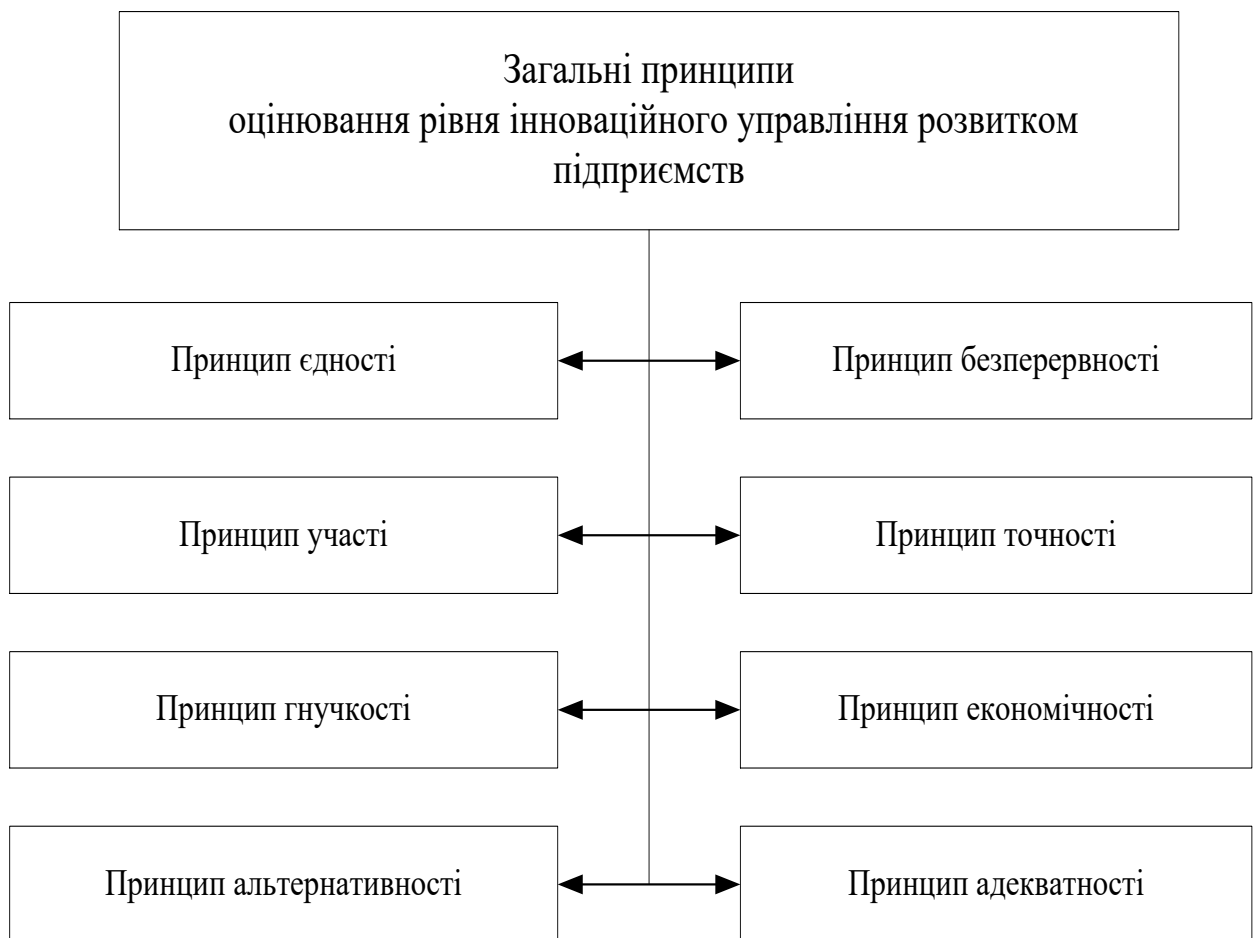 Загальні принципи
оцінювання рівня інноваційного управління розвитком
підприємств
Принцип єдності
Принцип безперервності
Принцип участі
Принцип точності
Принцип гнучкості
Принцип економічності
Принцип альтернативності
Принцип адекватності